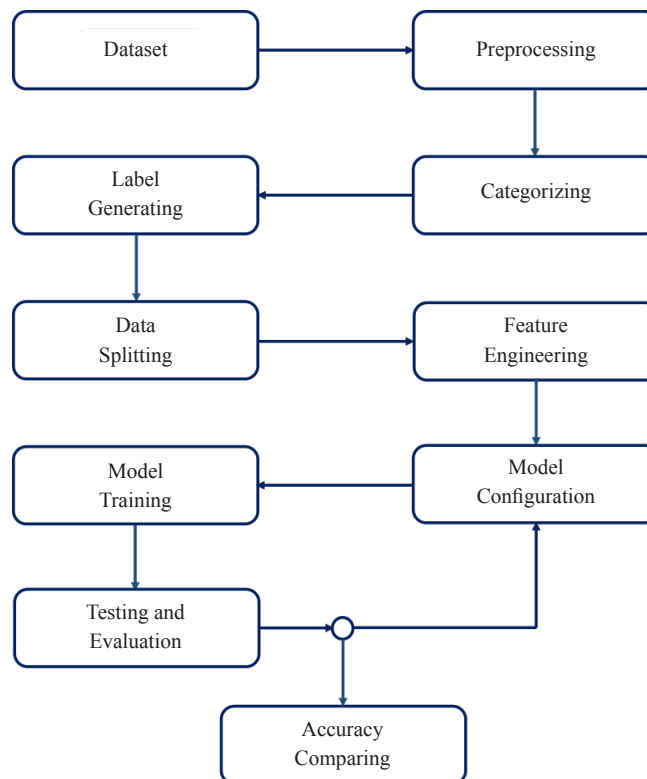 Dataset
Preprocessing
Label
Generating
Categorizing
Data
Splitting
Feature
Engineering
Model
Training
Model
Configuration
Testing and
Evaluation
Accuracy
Comparing